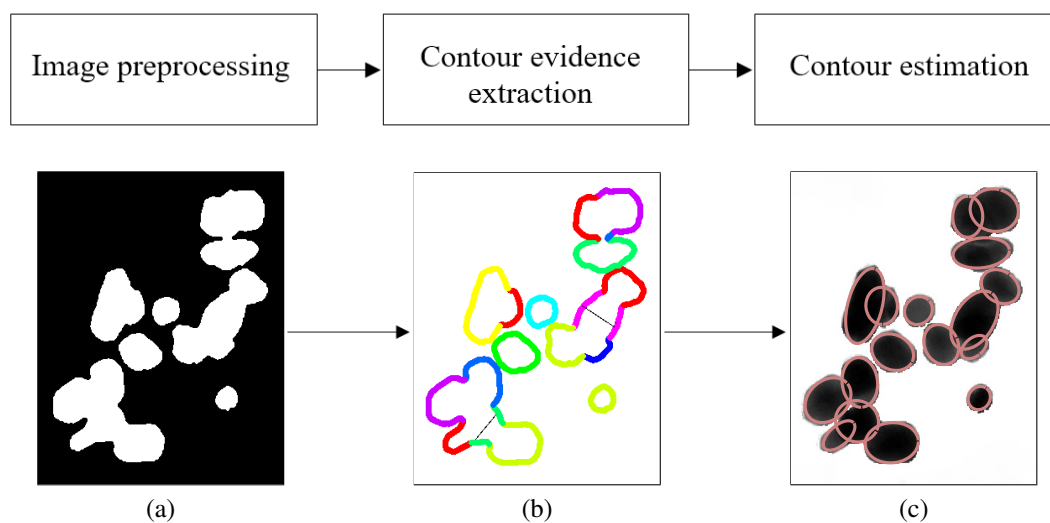 Image preprocessing
Contour evidence
extraction
Contour estimation
(a)
(b)
(c)